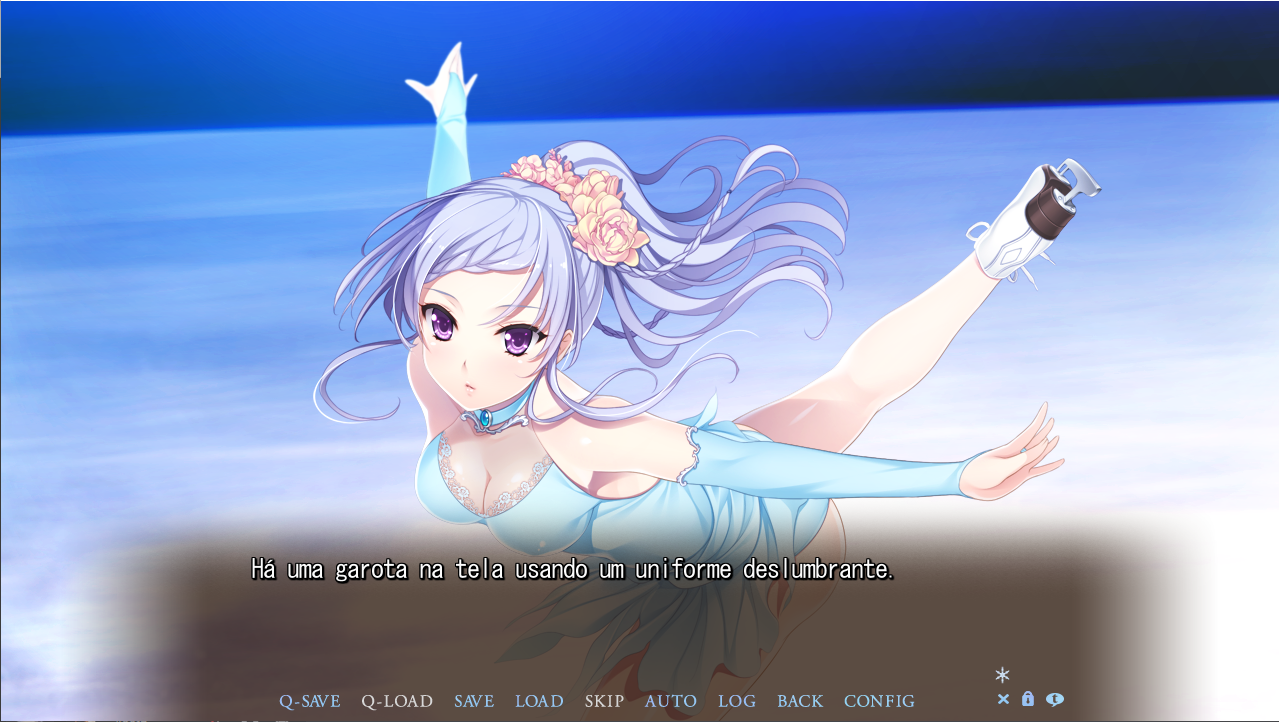 Há uma garota na tela usando um uniforme deslumbrante.
Q-SAVE Q-LOAD SAVE LOAD SKIP AUTO LOG BACK CONFIG